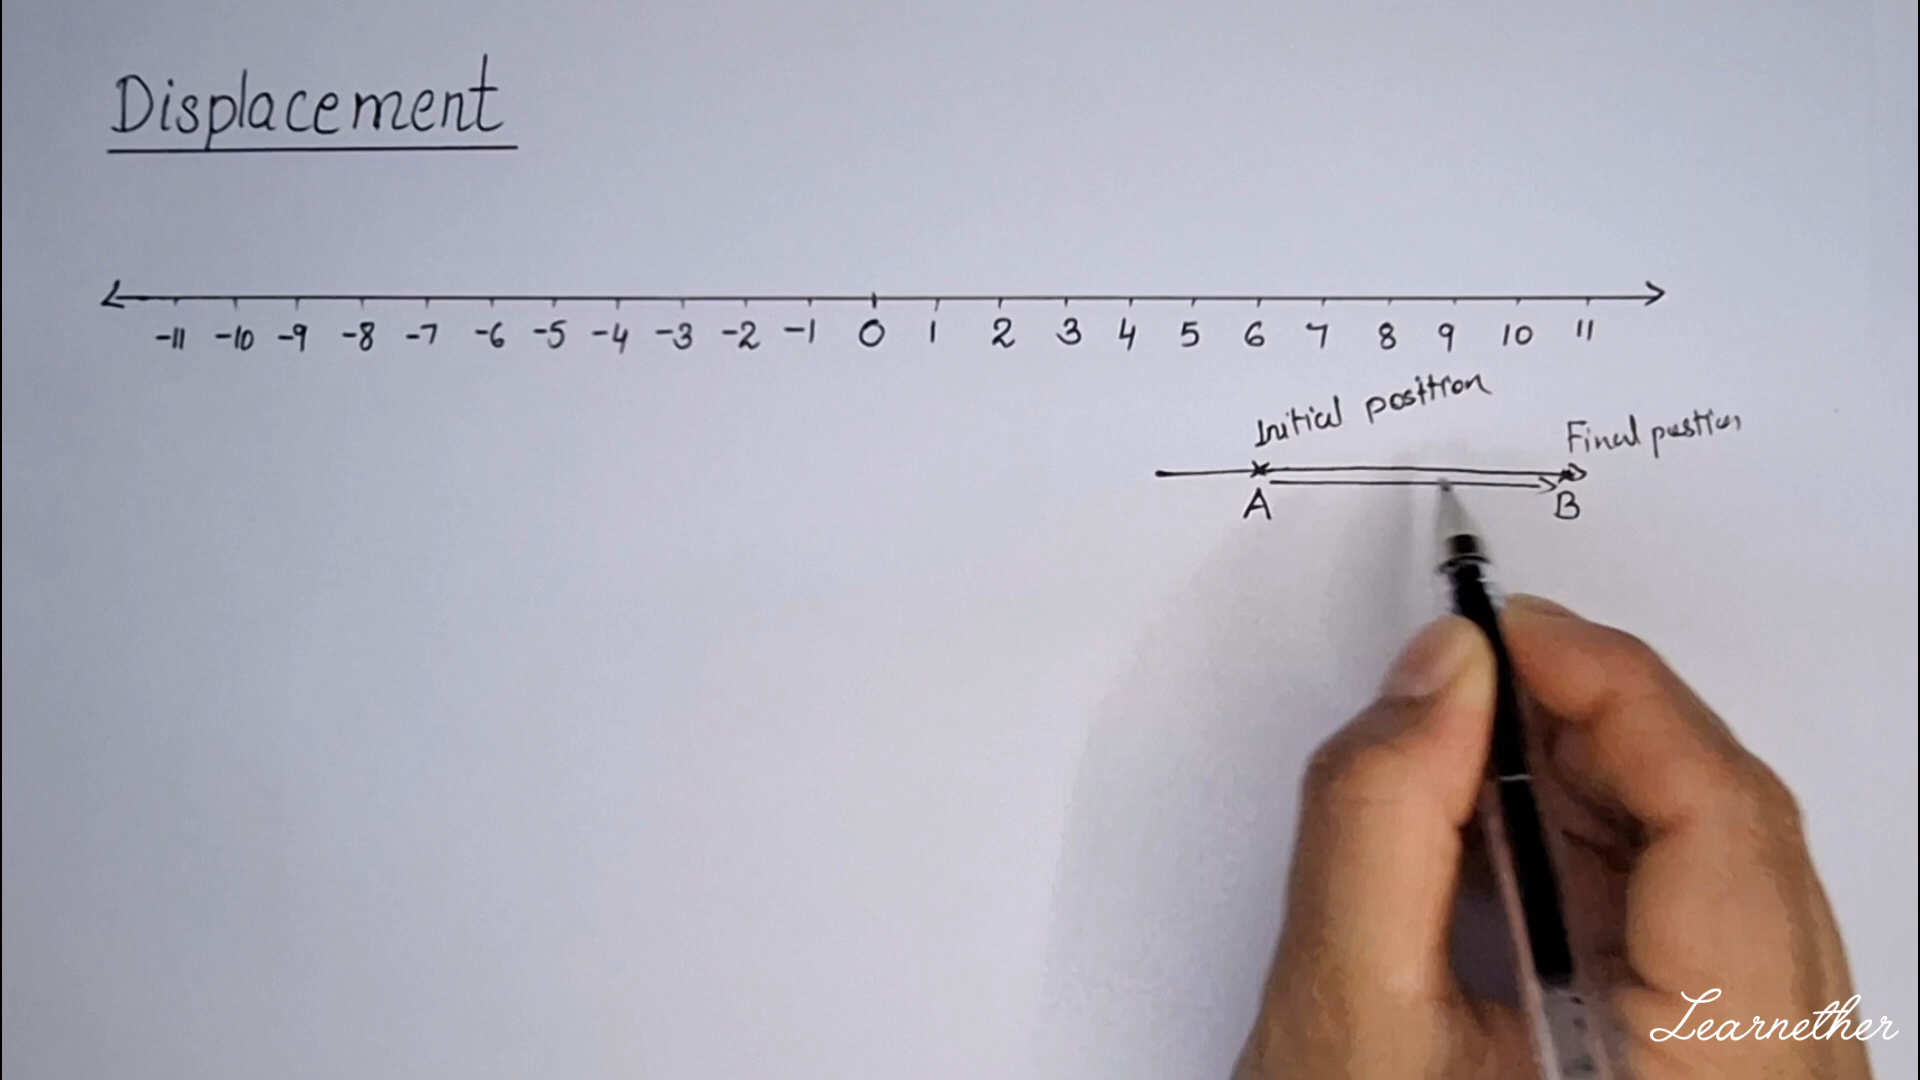 Displacement
-11 -10 -9 -8 -7 -6 -5 -4 -3 -2 -1 0 1 2 3 4 5 6 7 8 9 10 11
Initial position
Final postion
A B
Learnether